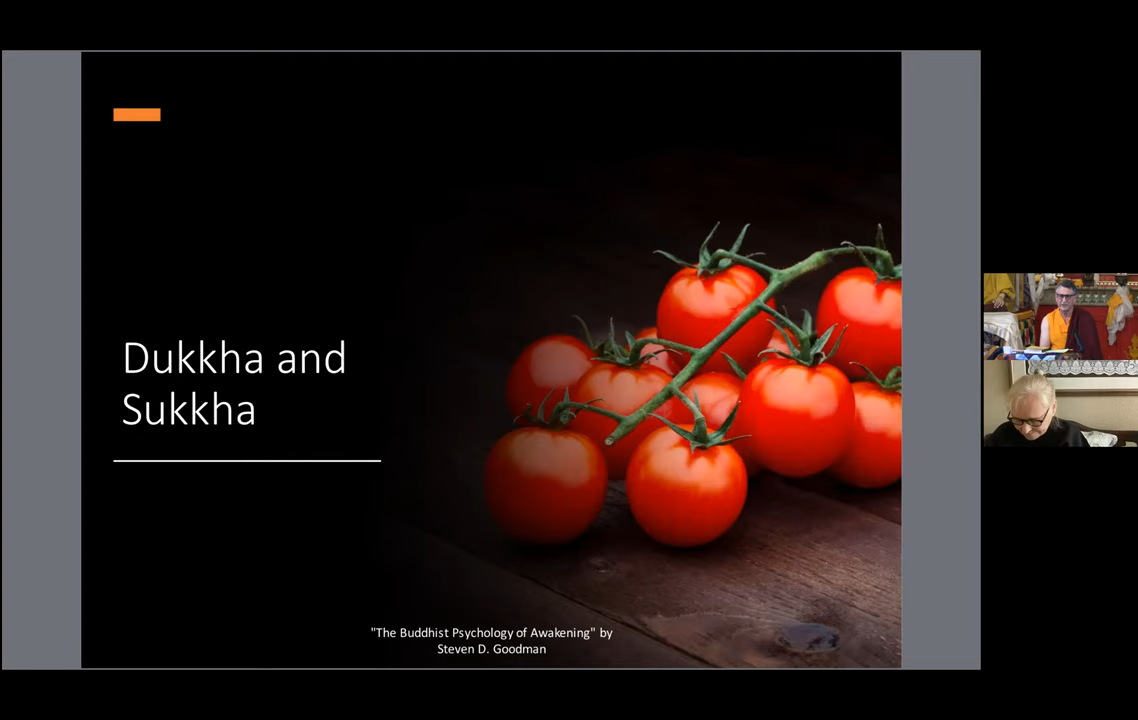 Dukkha and
Sukkha
"The Buddhist Psychology of Awakening" by
Steven D. Goodman